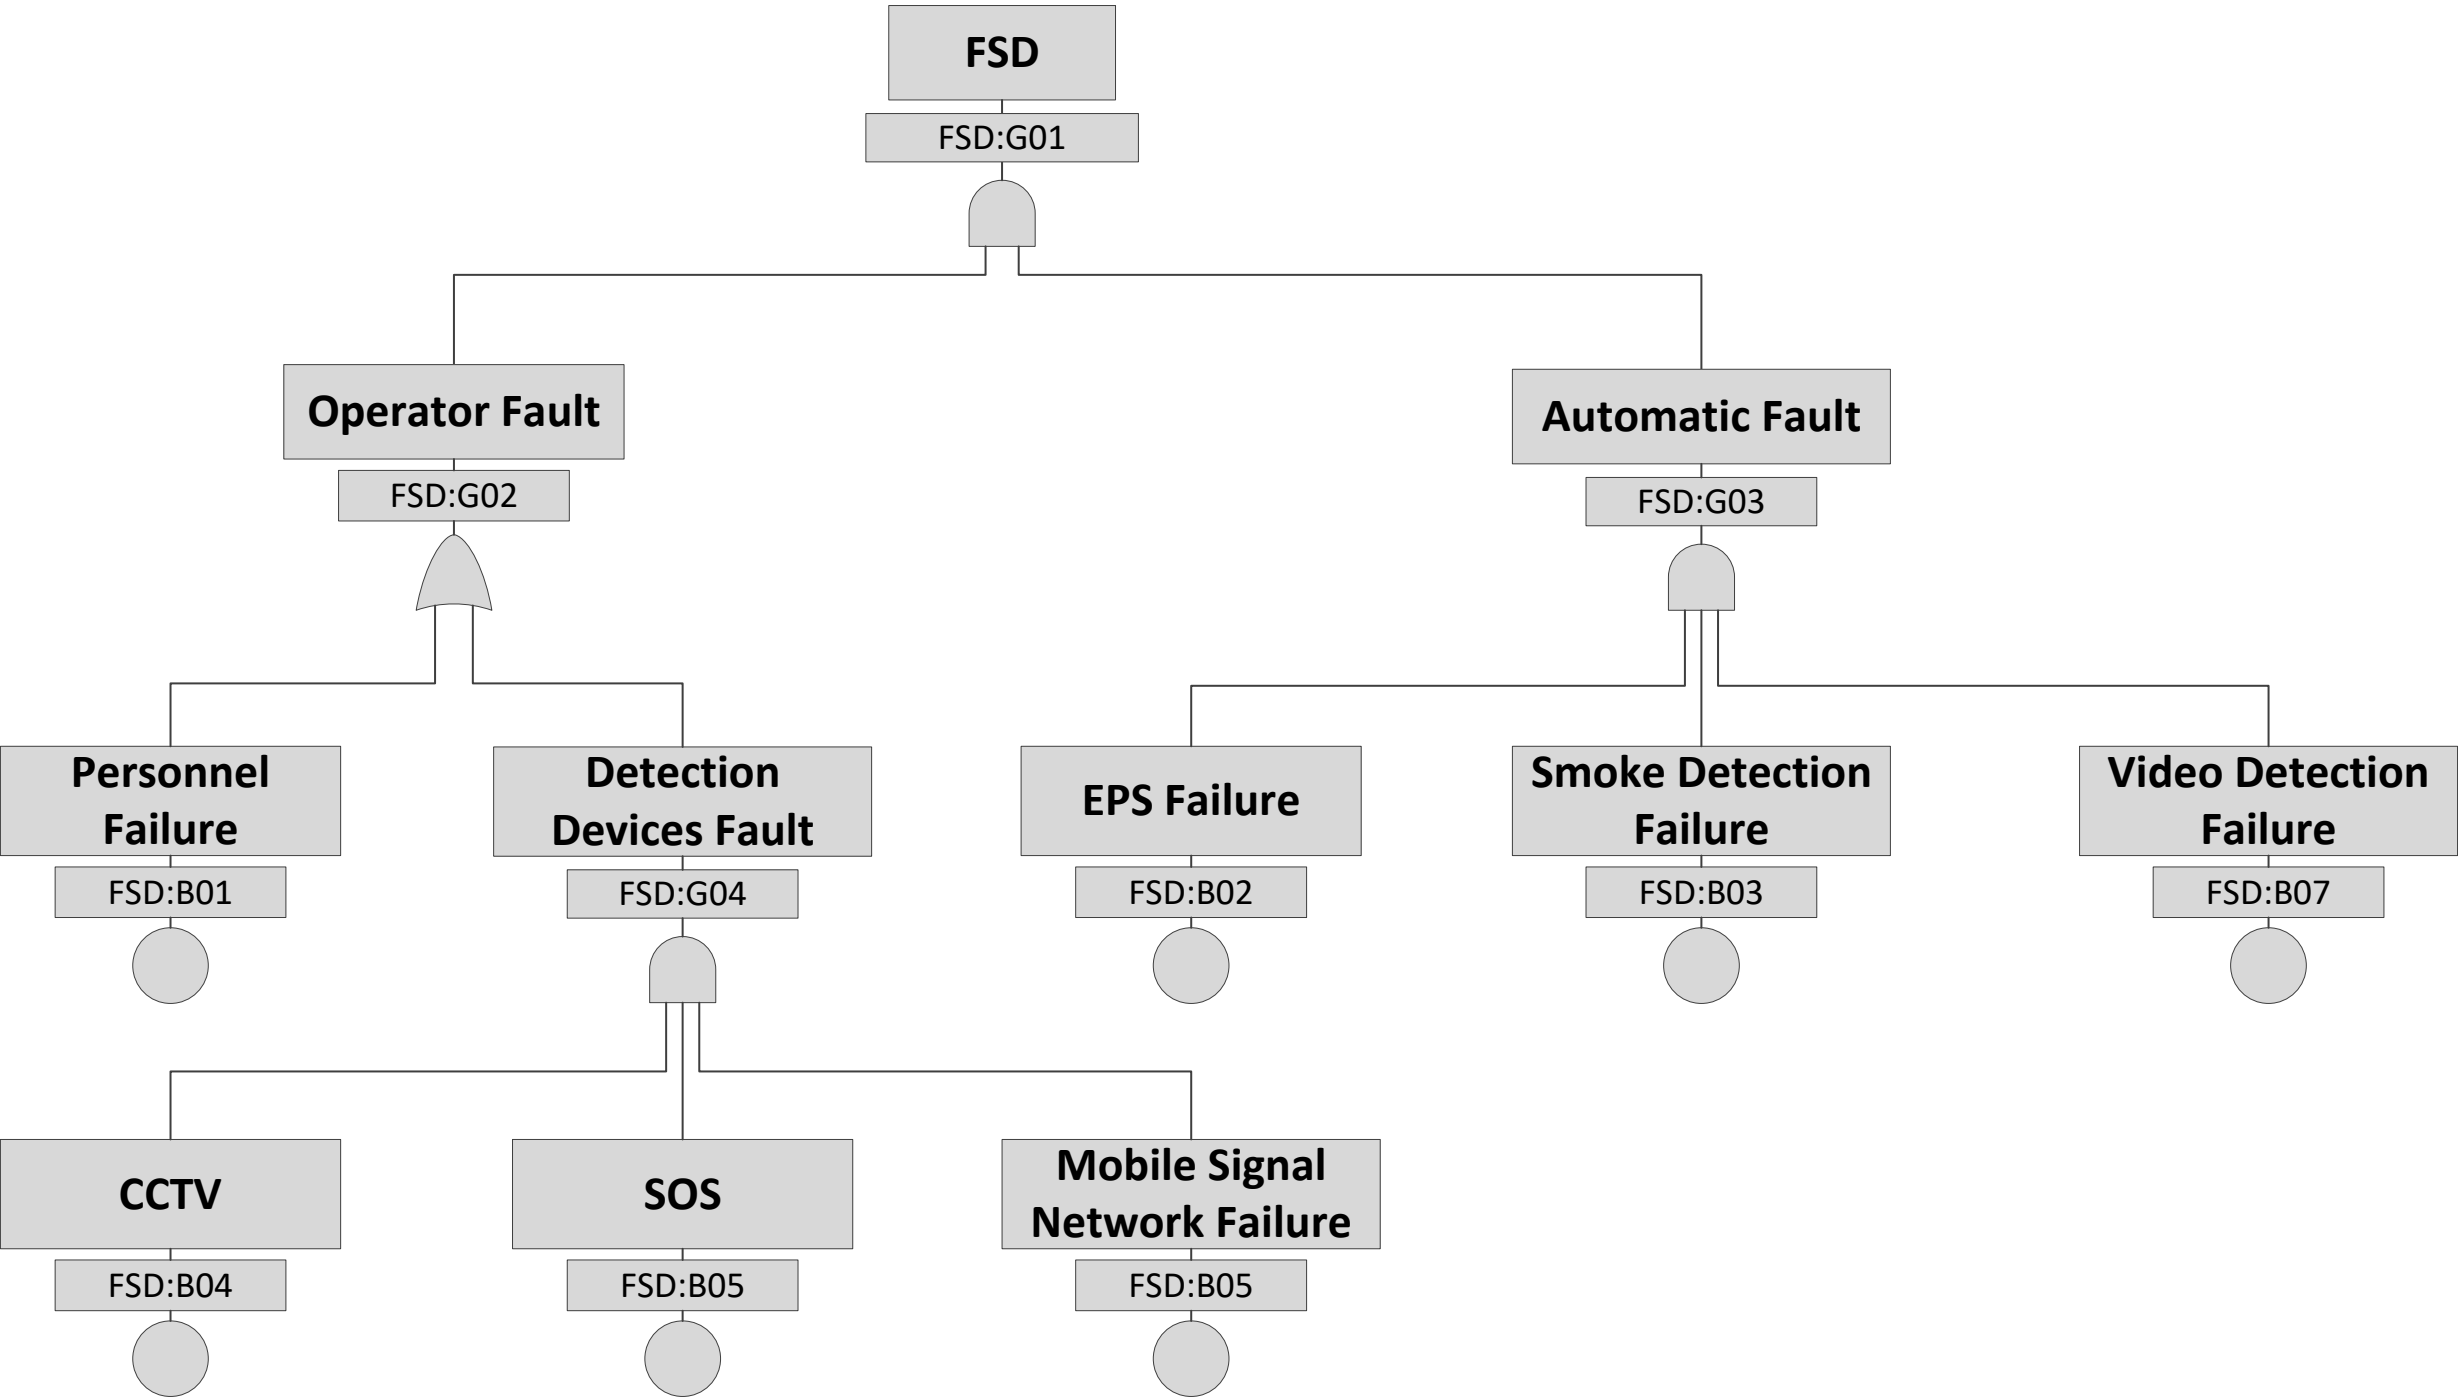 FSD
FSD:G01
Operator Fault
FSD:G02
Automatic Fault
FSD:G03
Personnel
Failure
FSD:B01
Detection
Devices Fault
FSD:G04
EPS Failure
FSD:B02
Smoke Detection
Failure
FSD:B03
Video Detection
Failure
FSD:B07
CCTV
FSD:B04
SOS
FSD:B05
Mobile Signal
Network Failure
FSD:B05